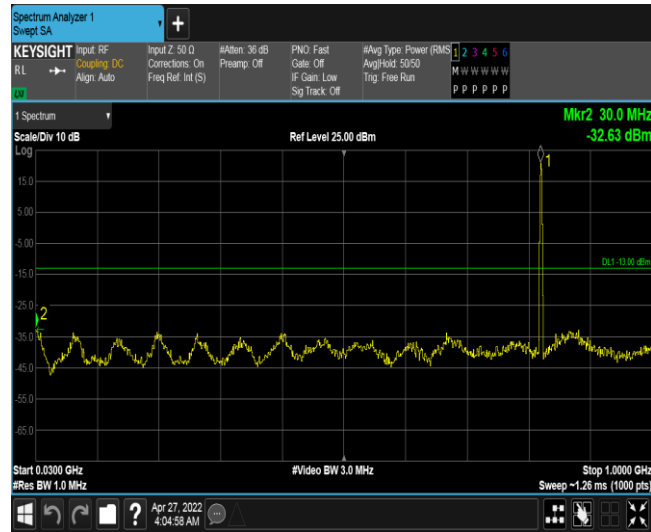 Spectrum Analyzer 1
Swept SA
KEYSIGHT Input: RF Input Z: 50 Ω #Atten: 36 dB PNO: Fast #Avg Type: Power (RMS 1 2 3 4 5 6
RL Coupling: DC Corrections: On Preamp: Off Gate: Off Avg|Hold: 50/50 M W W W W W
Align: Auto Freq Ref: Int (S) IF Gain: Low Trig: Free Run
Sig Track: Off P P P P P P
1 Spectrum Mkr2 30.0 MHz
Scale/Div 10 dB Ref Level 25.00 dBm -32.63 dBm
Log
1
15.0
5.00
-5.00
DL1 -13.00 dBm
-15.0
-25.0
2
-35.0
-45.0
-55.0
-65.0
Start 0.0300 GHz #Video BW 3.0 MHz Stop 1.0000 GHz
#Res BW 1.0 MHz Sweep ~1.26 ms (1000 pts)
? Apr 27, 2022
4:04:58 AM